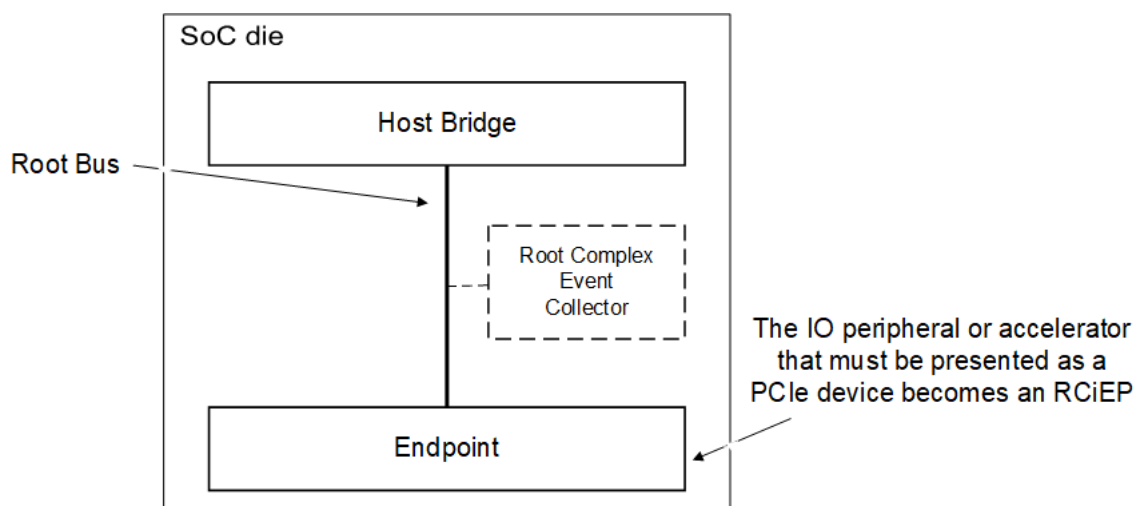 SoC die
Host Bridge
Root Bus
Root Complex
Event
Collector
The IO peripheral or accelerator
that must be presented as a
PCIe device becomes an RCiEP
Endpoint